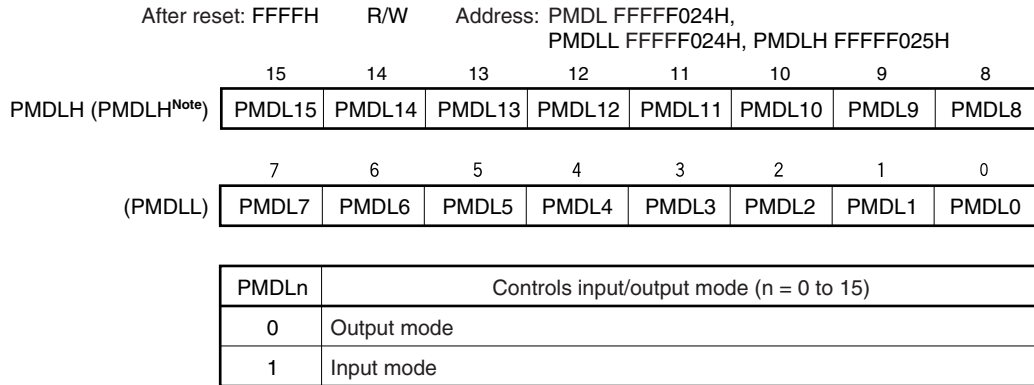 After reset: FFFFH R/W Address: PMDL FFFFF024H,
PMDLL FFFFF024H, PMDLH FFFFF025H
15 14 13 12 11 10 9 8
PMDLH (PMDLHNote) PMDL15 PMDL14 PMDL13 PMDL12 PMDL11 PMDL10 PMDL9 PMDL8
7 6 5 4 3 2 1 0
(PMDLL) PMDL7 PMDL6 PMDL5 PMDL4 PMDL3 PMDL2 PMDL1 PMDL0
PMDLn Controls input/output mode (n = 0 to 15)
0 Output mode
1 Input mode